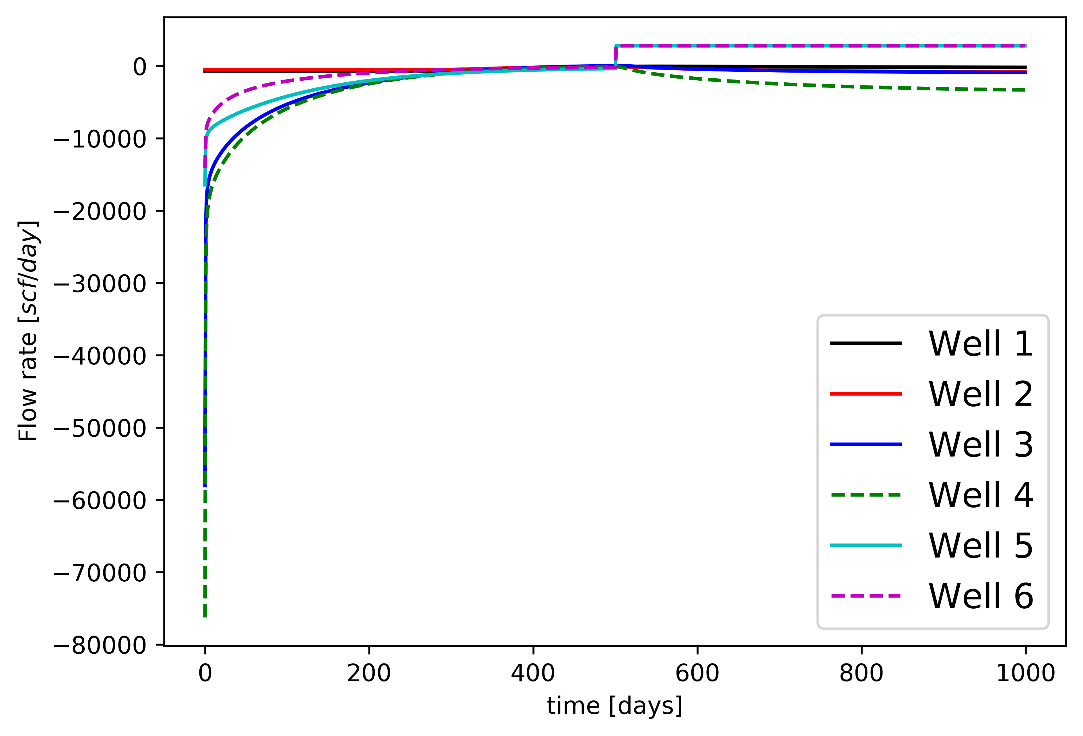 0
−10000
−20000
−30000
−40000
−50000
−60000
−70000
−80000
Flow rate [scf/day]
0
200
400
600
800
1000
time [days]
Well 1
Well 2
Well 3
Well 4
Well 5
Well 6